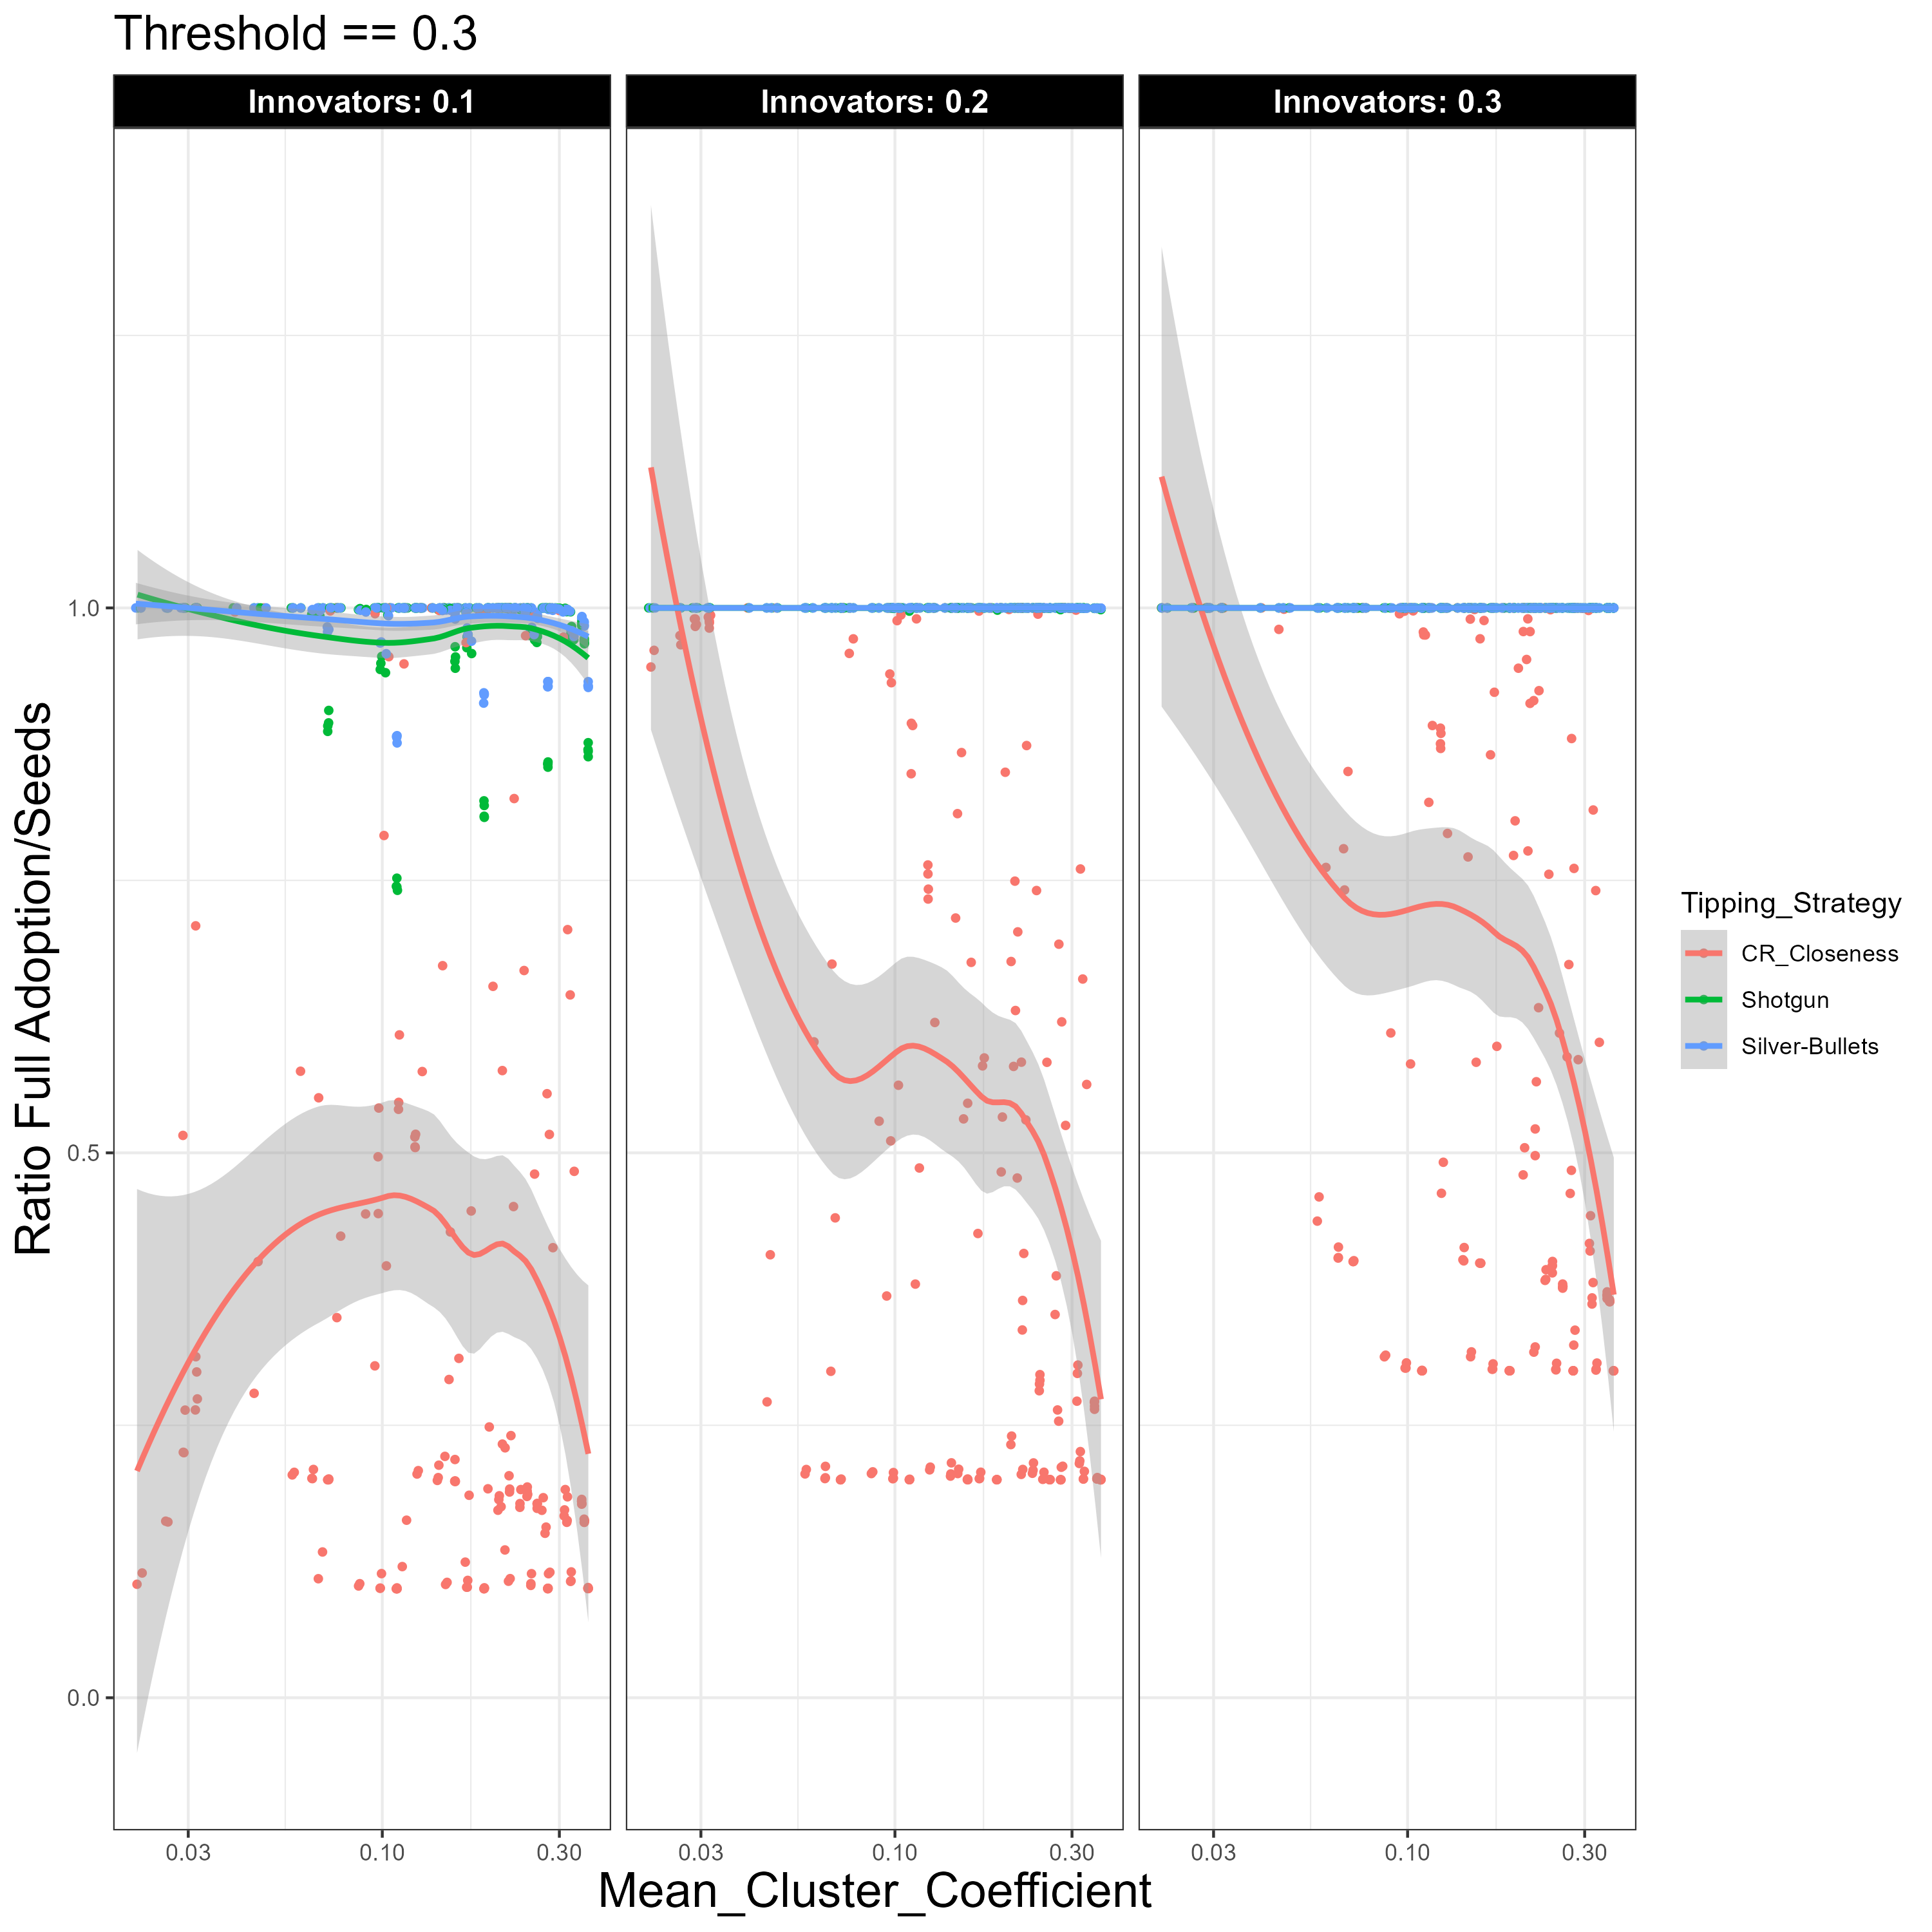 Threshold == 0.3
Innovators: 0.1
Innovators: 0.2
Innovators: 0.3
Ratio Full Adoption/Seeds
1.0
0.5
0.0
0.03 0.10 0.30
0.03 0.10 0.30
0.03 0.10 0.30
Mean_Cluster_Coefficient
Tipping_Strategy
CR_Closeness
Shotgun
Silver-Bullets